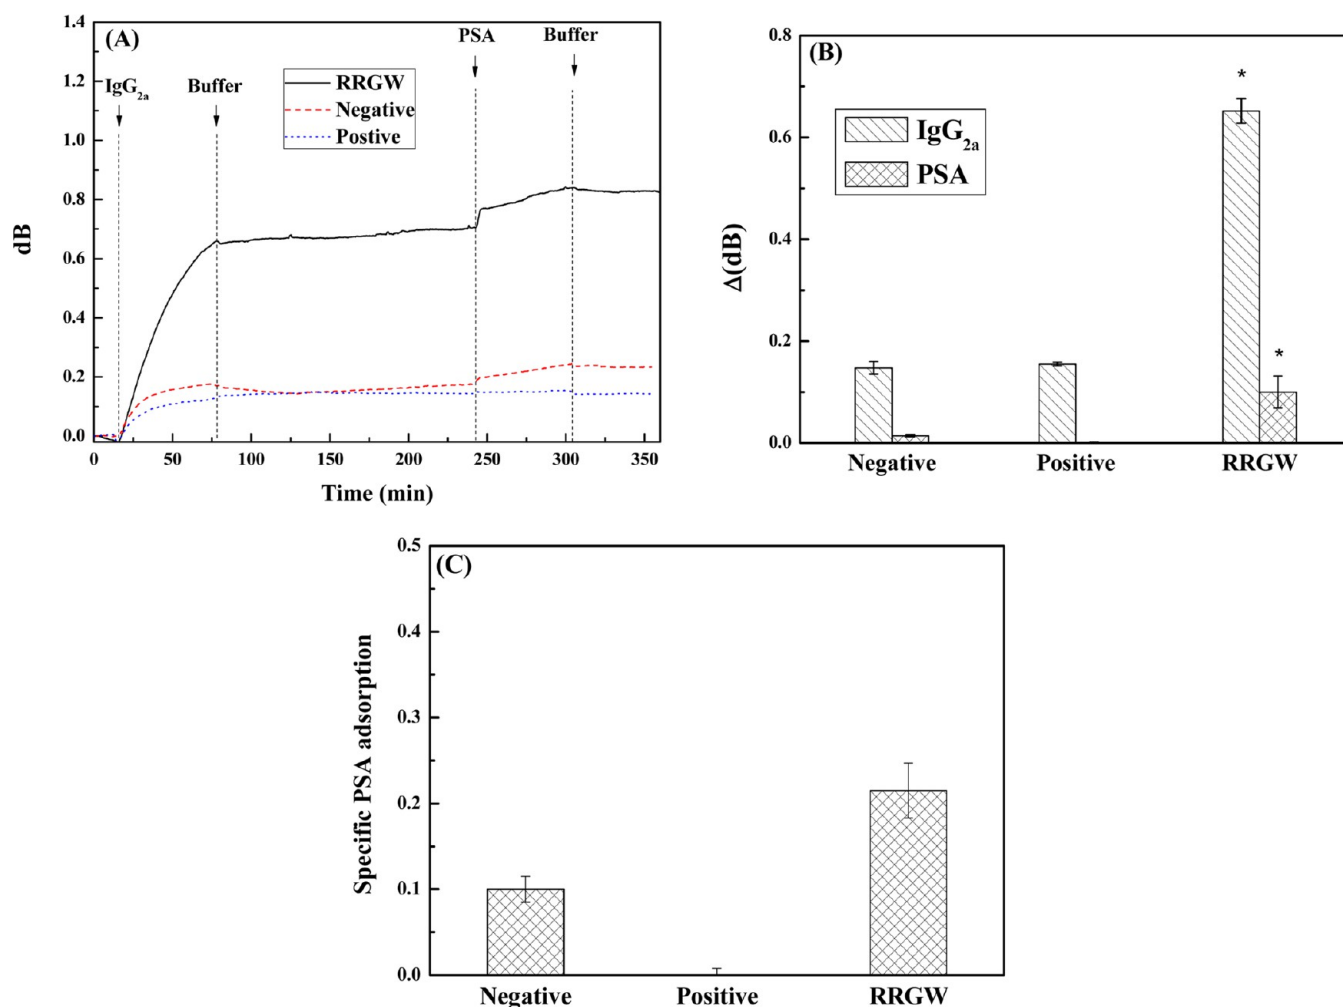 (A)
IgG2a
Buffer
PSA
Buffer
RRGW
Negative
Postive
dB
1.4
1.2
1.0
0.8
0.6
0.4
0.2
0.0
0 50 100 150 200 250 300 350
Time (min)
(B)
*
*
IgG2a
PSA
Δ(dB)
0.8
0.6
0.4
0.2
0.0
Negative Positive RRGW
(C)
Specific PSA adsorption
0.5
0.4
0.3
0.2
0.1
0.0
Negative Positive RRGW